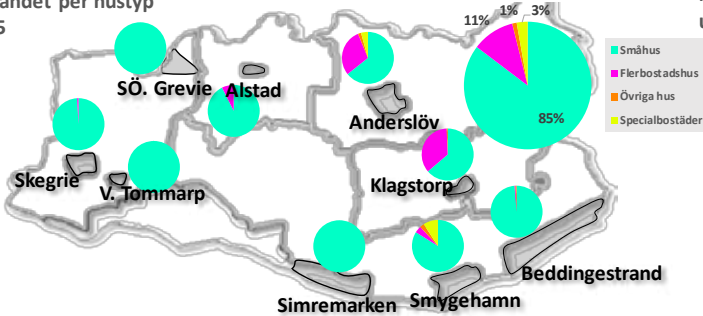 andet per hustyp
5
11%
1%
3%
85%
Småhus
Flerbostadshus
Övriga hus
Specialbostäder
SÖ. Grevie
Alstad
Anderslöv
Skegrie
V. Tommarp
Klagstorp
Beddingestrand
Simremarken
Smygehamn